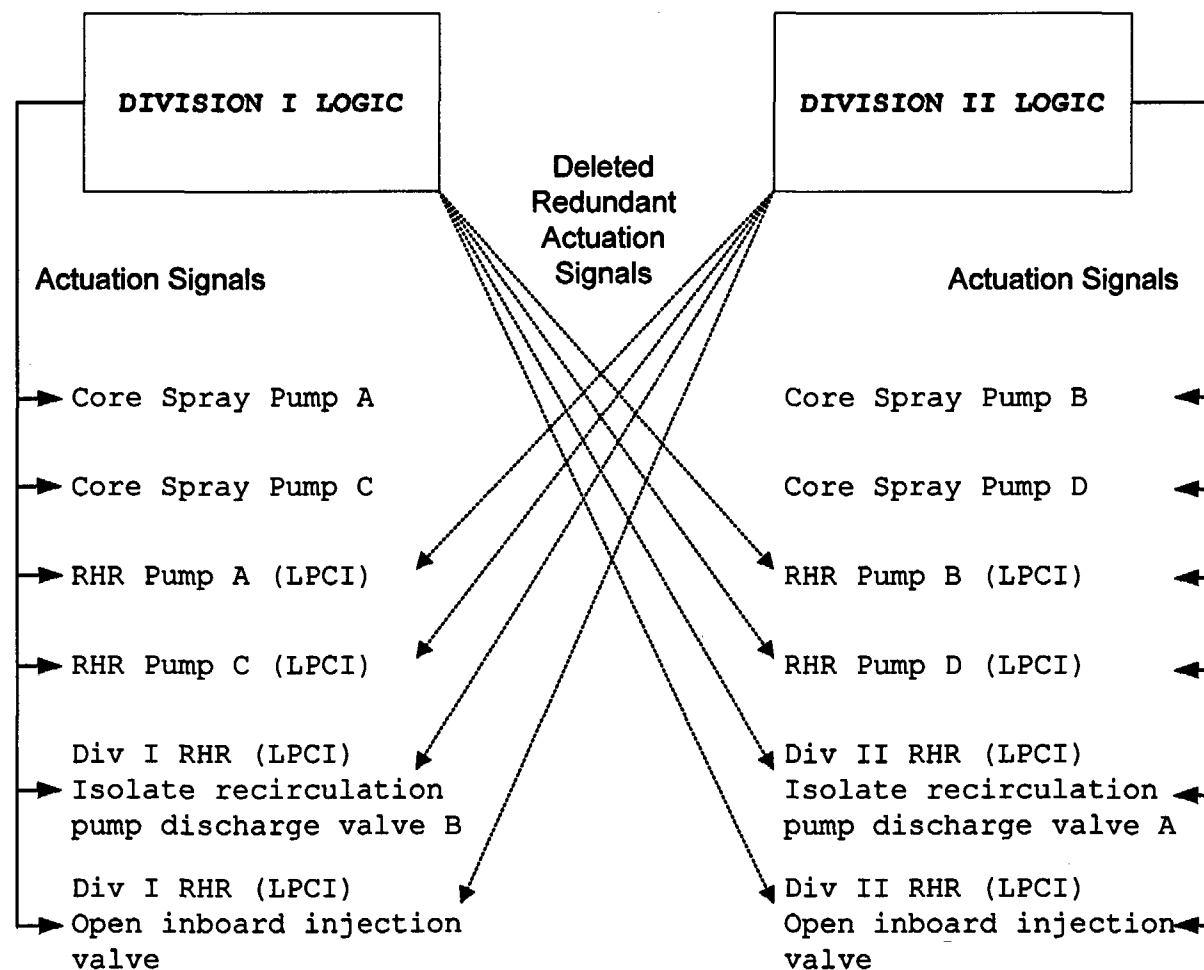 DIVISION I LOGIC
DIVISION II LOGIC
Deleted
Redundant
Actuation
Signals
Actuation Signals
Actuation Signals
Core Spray Pump A
Core Spray Pump B
Core Spray Pump C
Core Spray Pump D
RHR Pump A (LPCI)
RHR Pump B (LPCI)
RHR Pump C (LPCI)
RHR Pump D (LPCI)
Div I RHR (LPCI)
Isolate recirculation
pump discharge valve B
Div II RHR (LPCI)
Isolate recirculation
pump discharge valve A
Div I RHR (LPCI)
Open inboard injection
valve
Div II RHR (LPCI)
Open inboard injection
valve